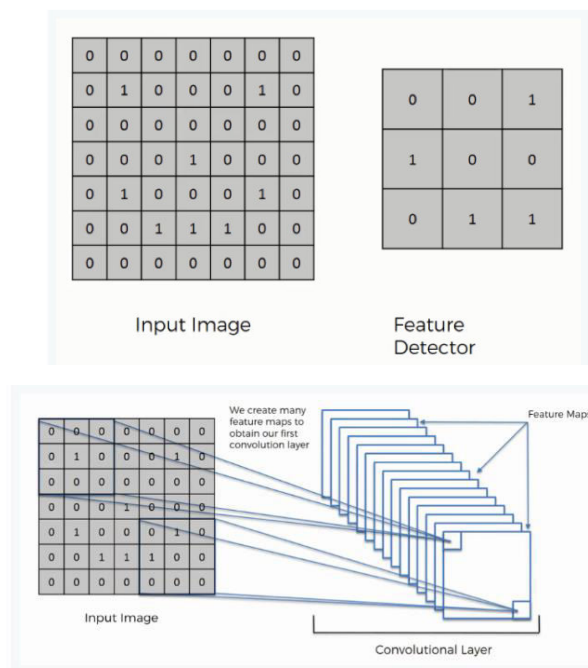 0 0 0 0 0 0 0
0 1 0 0 0 1 0
0 0 0 0 0 0 0
0 0 0 1 0 0 0
0 1 0 0 0 1 0
0 0 1 1 1 0 0
0 0 0 0 0 0 0
Input Image
0 0 1
1 0 0
0 1 1
Feature
Detector
We create many
feature maps to
obtain our first
convolution layer
Feature Maps
0 0 0 0 0 0 0
0 1 0 0 0 1 0
0 0 0 0 0 0 0
0 0 0 1 0 0 0
0 1 0 0 0 1 0
0 0 1 1 1 0 0
0 0 0 0 0 0 0
Input Image
Convolutional Layer